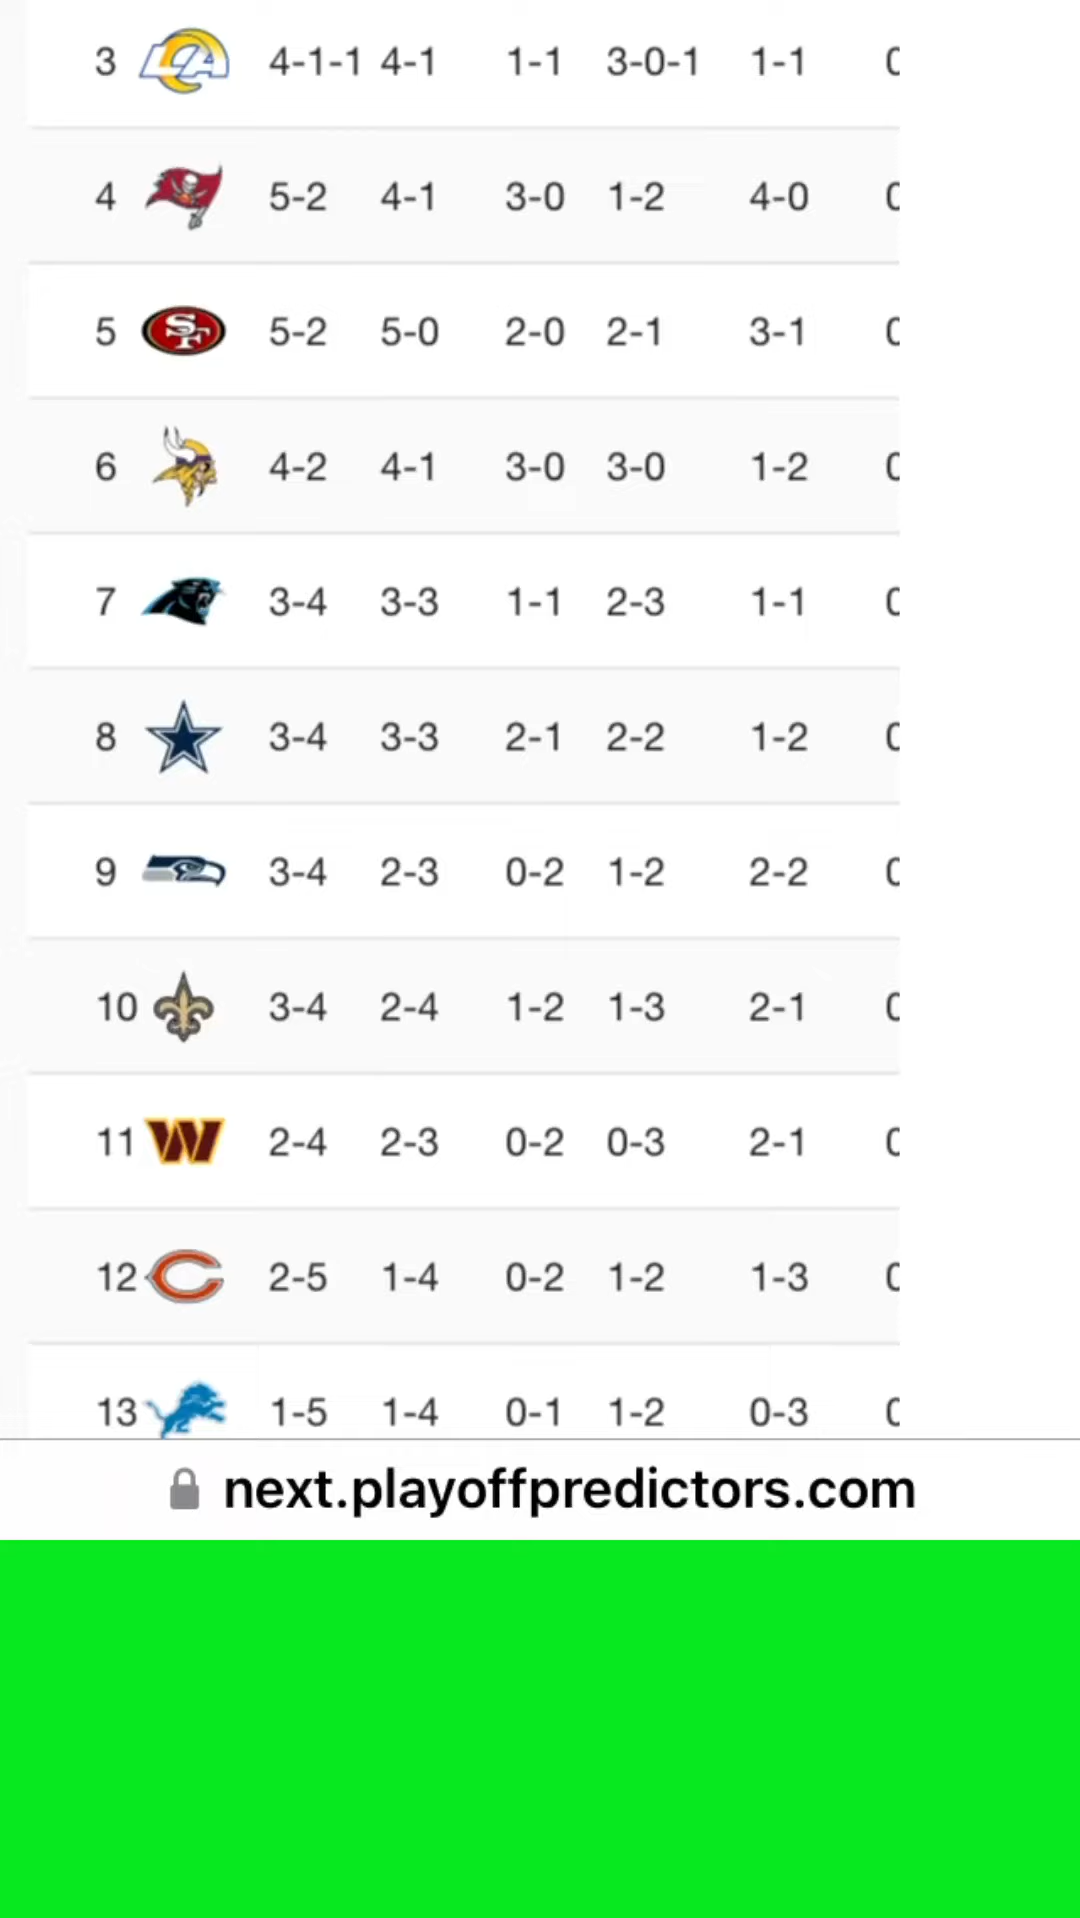 3 LA 4-1-1 4-1 1-1 3-0-1 1-1
4 5-2 4-1 3-0 1-2 4-0
5 SF 5-2 5-0 2-0 2-1 3-1
6 4-2 4-1 3-0 3-0 1-2
7 3-4 3-3 1-1 2-3 1-1
8 3-4 3-3 2-1 2-2 1-2
9 3-4 2-3 0-2 1-2 2-2
10 3-4 2-4 1-2 1-3 2-1
11 W 2-4 2-3 0-2 0-3 2-1
12 C 2-5 1-4 0-2 1-2 1-3
13 1-5 1-4 0-1 1-2 0-3
next.playoffpredictors.com